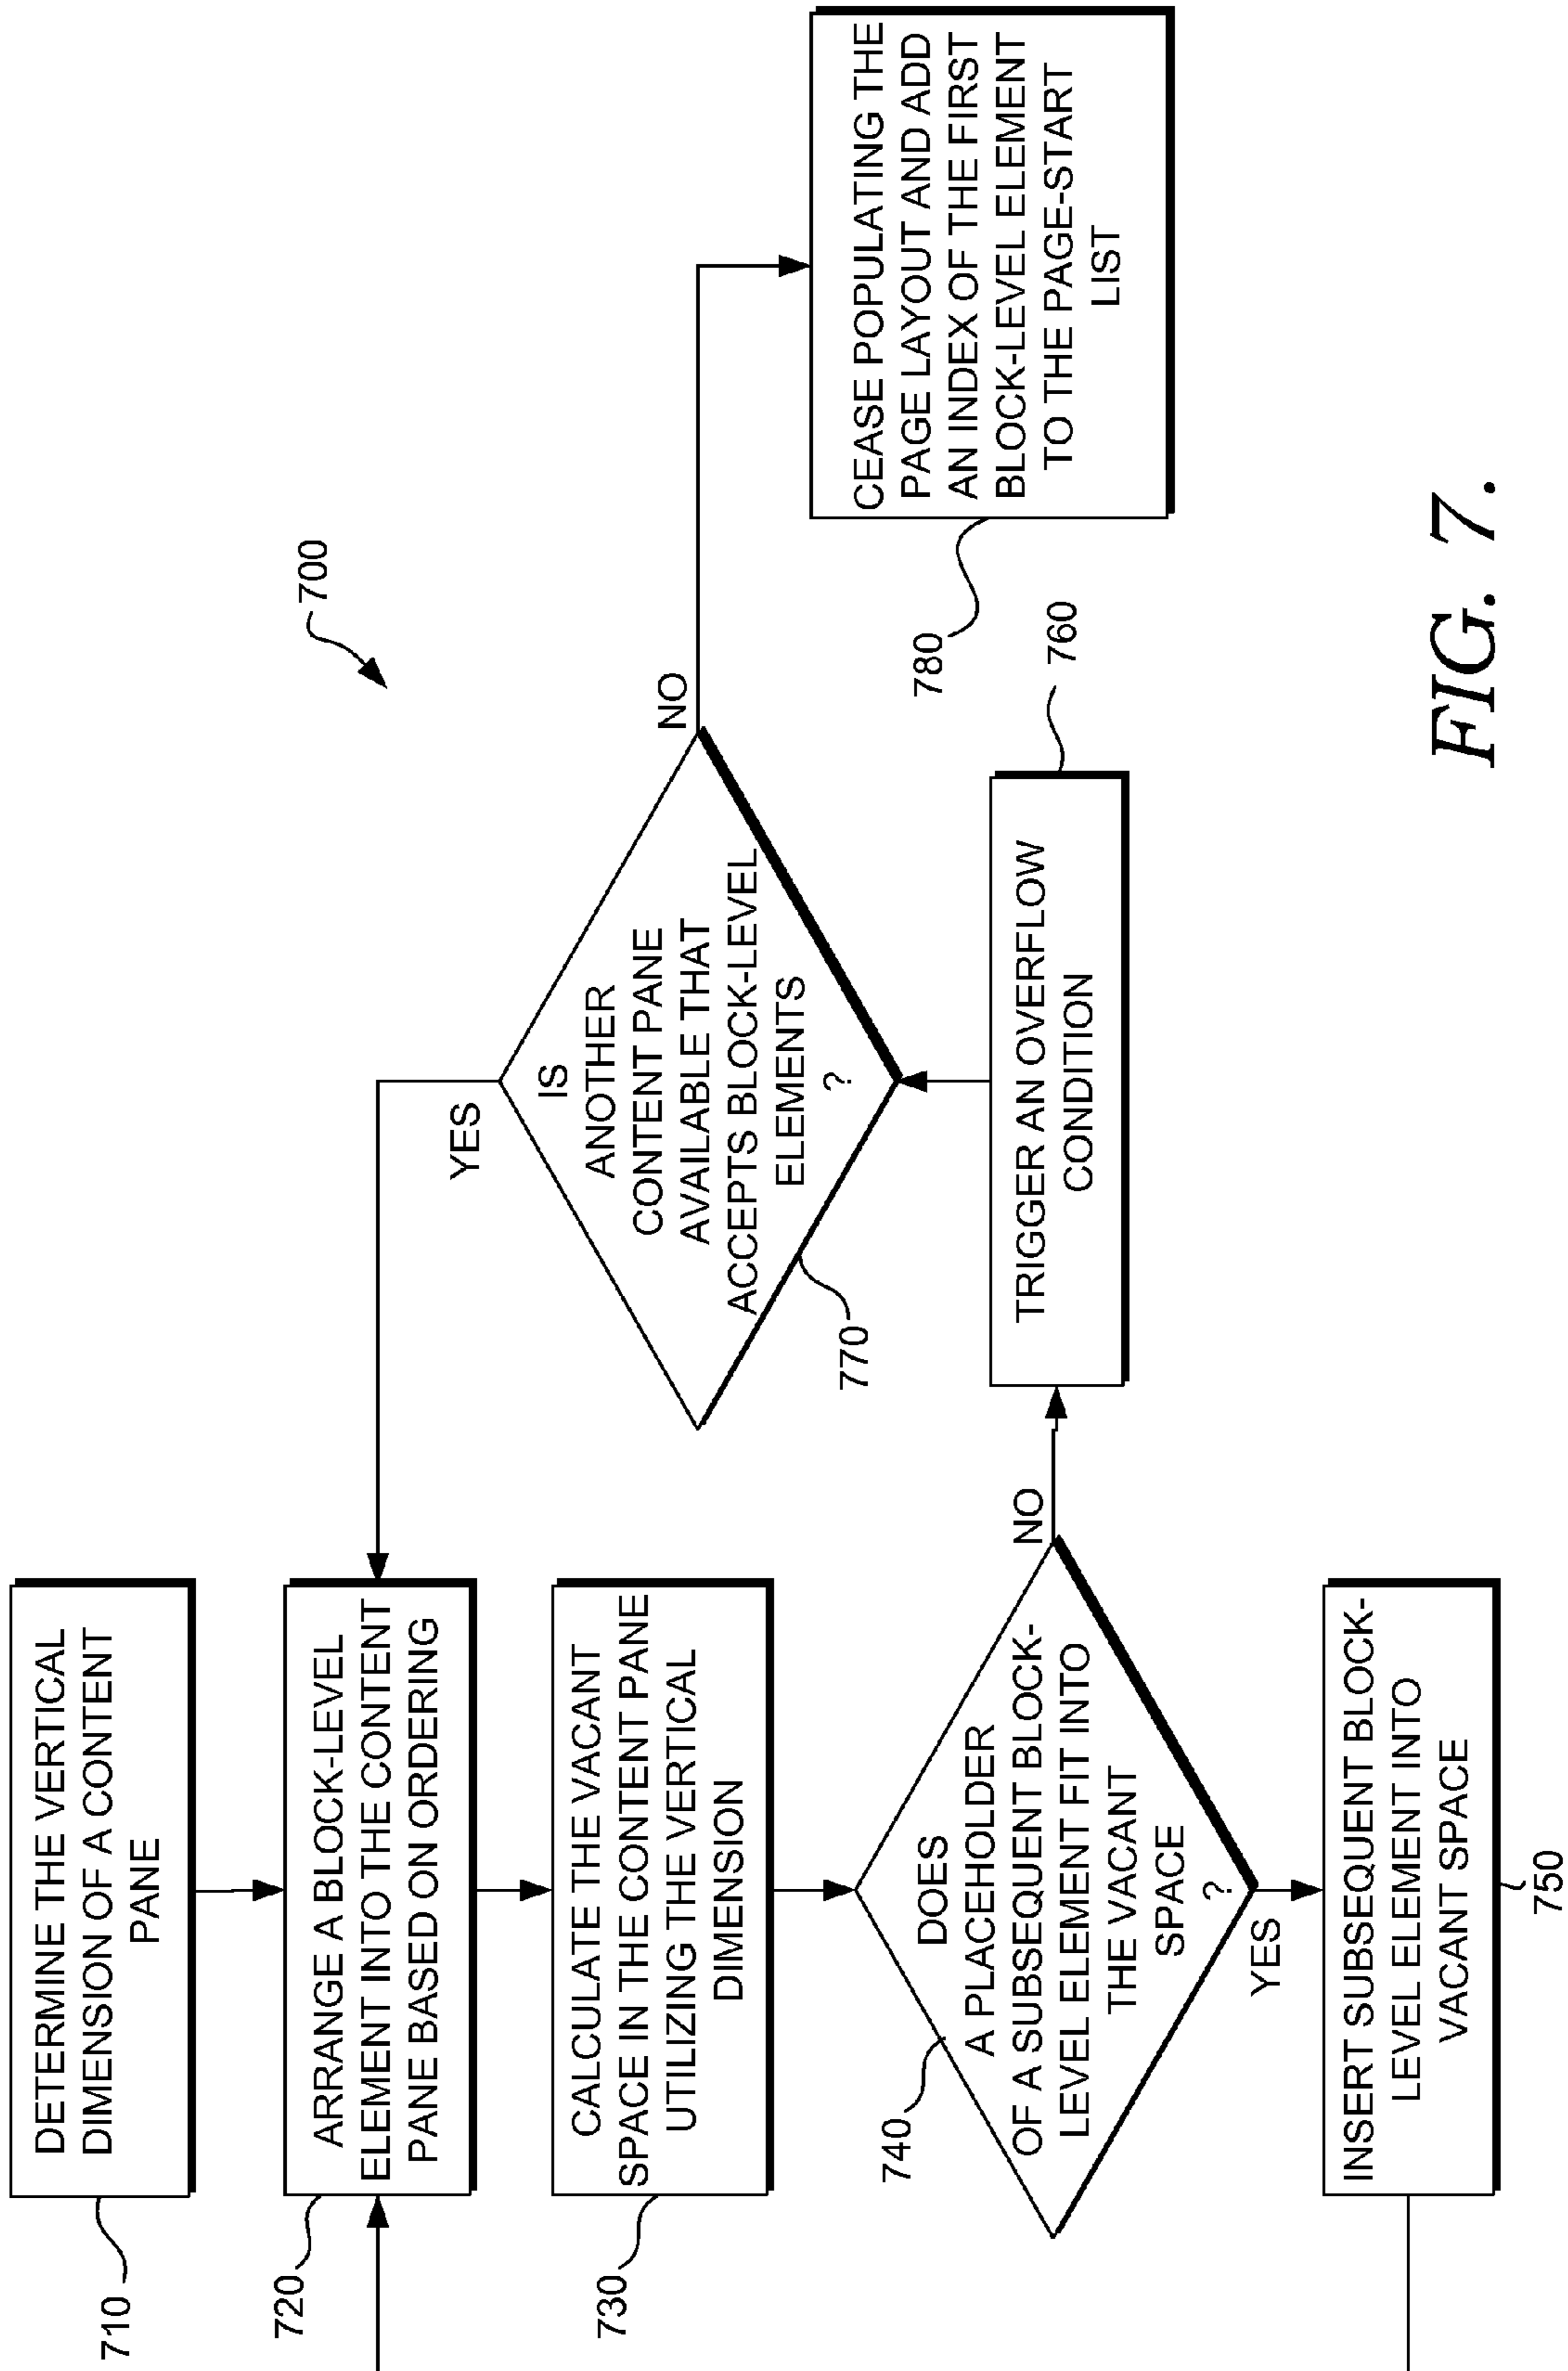 700
710
DETERMINE THE VERTICAL
DIMENSION OF A CONTENT
PANE
720
ARRANGE A BLOCK-LEVEL
ELEMENT INTO THE CONTENT
PANE BASED ON ORDERING
730
CALCULATE THE VACANT
SPACE IN THE CONTENT PANE
UTILIZING THE VERTICAL
DIMENSION
740
DOES
A PLACEHOLDER
OF A SUBSEQUENT BLOCK-
LEVEL ELEMENT FIT INTO
THE VACANT
SPACE
?
YES
NO
INSERT SUBSEQUENT BLOCK-
LEVEL ELEMENT INTO
VACANT SPACE
750
TRIGGER AN OVERFLOW
CONDITION
760
YES
IS
ANOTHER
CONTENT PANE
AVAILABLE THAT
ACCEPTS BLOCK-LEVEL
ELEMENTS
?
770
NO
CEASE POPULATING THE
PAGE LAYOUT AND ADD
AN INDEX OF THE FIRST
BLOCK-LEVEL ELEMENT
TO THE PAGE-START
LIST
780
FIG. 7.